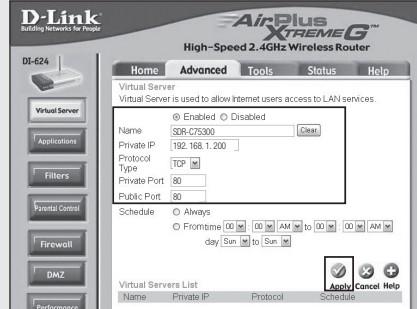 D-Link
Building Networks for People
AirPlus
XTREME G™
High-Speed 2.4GHz Wireless Router
DI-624
Home Advanced Tools Status Help
Virtual Server
Virtual Server is used to allow Internet users access to LAN services.
Enabled Disabled
Name SDR-C75300 Clear
Private IP 192.168.1.200
Protocol Type TCP
Private Port 80
Public Port 80
Schedule Always
From time 00 : 00 AM to 00 : 00 AM
day Sun to Sun
Apply Cancel Help
Virtual Servers List
Name Private IP Protocol Schedule
Virtual Server
Applications
Filters
Parental Control
Firewall
DMZ
Performance